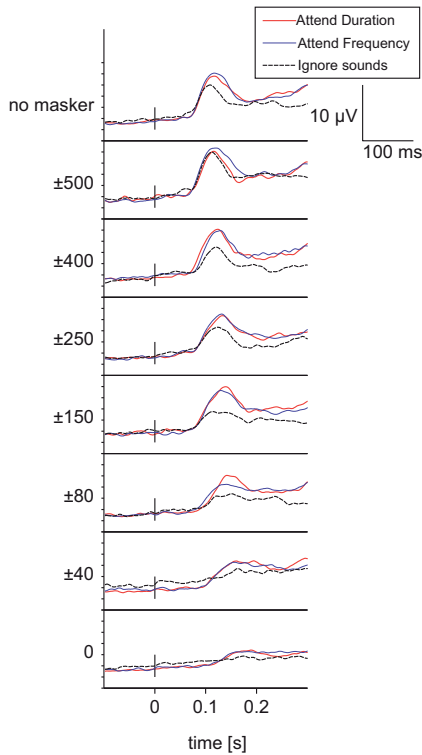 Attend Duration
Attend Frequency
Ignore sounds
no masker
10 µV
100 ms
±500
±400
±250
±150
±80
±40
0
0 0.1 0.2
time [s]